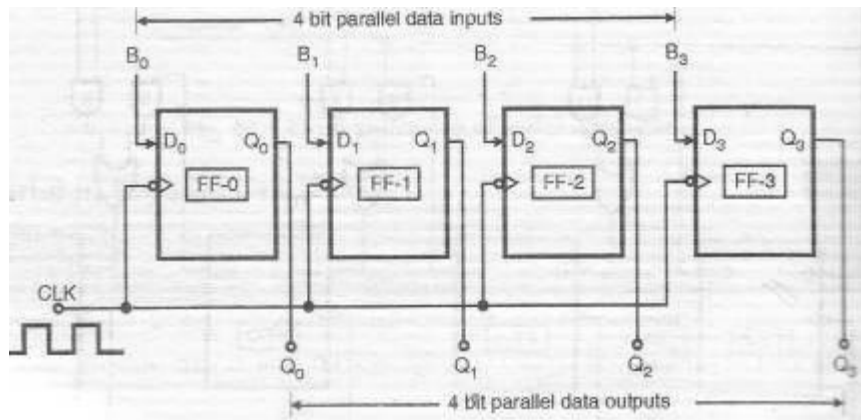 4 bit parallel data inputs
B0 B1 B2 B3
D0 Q0 D1 Q1 D2 Q2 D3 Q3
FF-0 FF-1 FF-2 FF-3
CLK
Q0 Q1 Q2 Q3
4 bit parallel data outputs